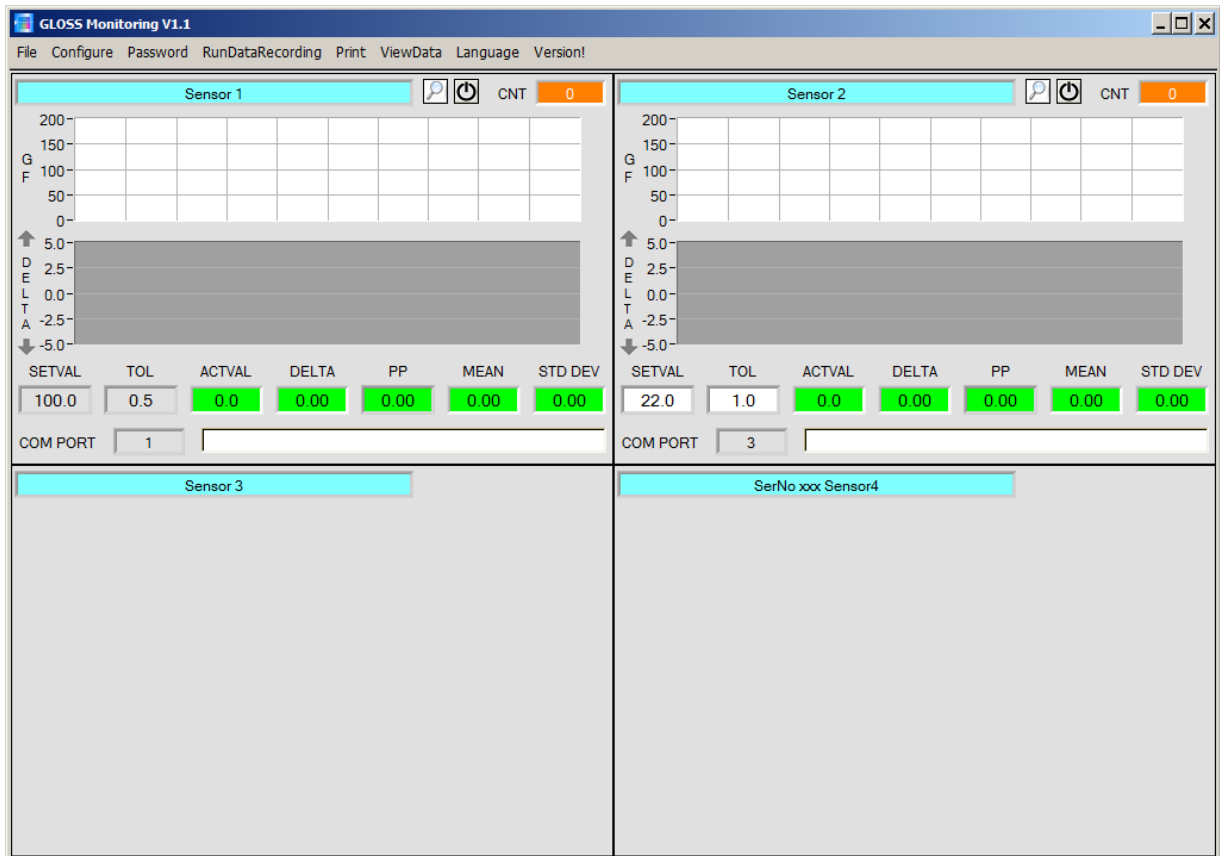 GLOSS Monitoring V1.1
File Configure Password RunDataRecording Print ViewData Language Version!
Sensor 1 CNT 0
200
150
G
100
F
50
0
5.0
D
E
2.5
L
0.0
T
A
-2.5
-5.0
SETVAL TOL ACTVAL DELTA PP MEAN STD DEV
100.0 0.5 0.0 0.00 0.00 0.00 0.00
COM PORT 1
Sensor 2 CNT 0
200
150
G
100
F
50
0
5.0
D
E
2.5
L
0.0
T
A
-2.5
-5.0
SETVAL TOL ACTVAL DELTA PP MEAN STD DEV
22.0 1.0 0.0 0.00 0.00 0.00 0.00
COM PORT 3
Sensor 3
SerNo xxx Sensor4